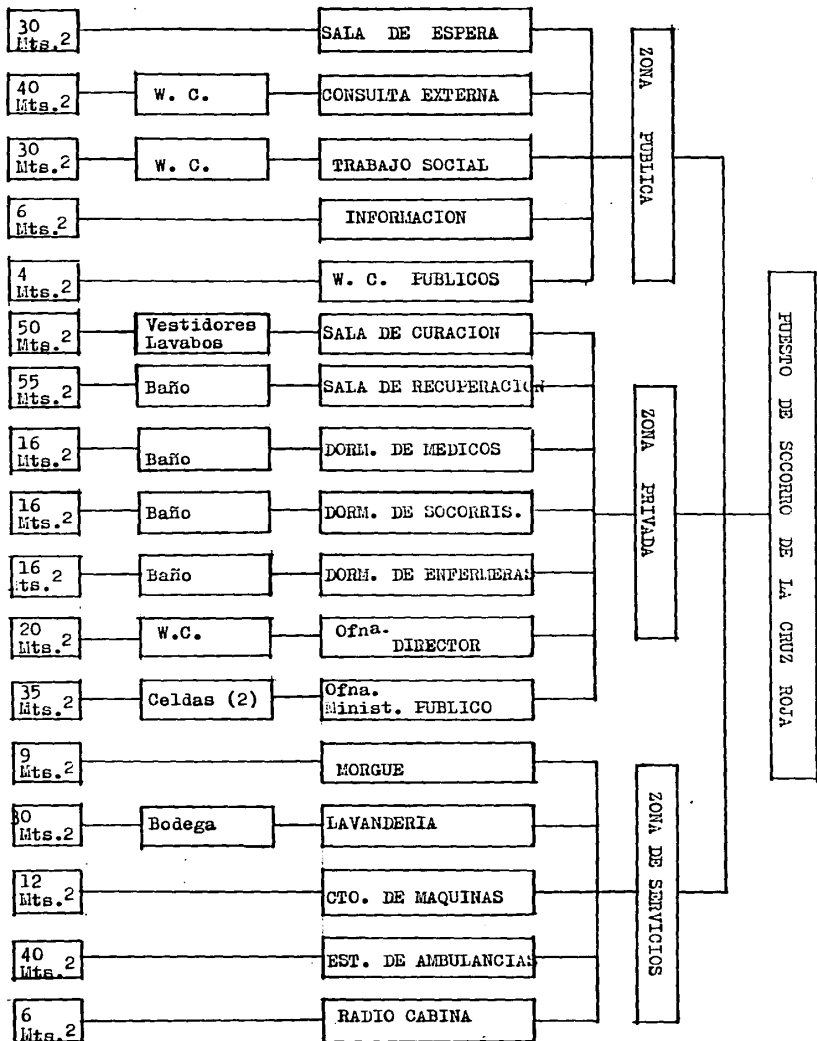 30
Mts.2
SALA DE ESPERA
40
Mts.2
W. C.
CONSULTA EXTERNA
30
Mts.2
W. C.
TRABAJO SOCIAL
6
Mts.2
INFORMACION
4
Mts.2
W. C. PUBLICOS
ZONA PUBLICA
50
Mts.2
Vestidores
Lavabos
SALA DE CURACION
55
Mts.2
Baño
SALA DE RECUPERACION
16
Mts.2
Baño
DORM. DE MEDICOS
16
Mts.2
Baño
DORM. DE SOCORRIS.
16
ts. 2
Baño
DORM. DE ENFERMERAS
20
Mts.2
W.C.
Ofna.
DIRECTOR
35
Mts.2
Celdas (2)
Ofna.
Minist. PUBLICO
ZONA PRIVADA
9
Mts.2
MORGUE
30
Mts.2
Bodega
LAVANDERIA
12
Mts.2
CTO. DE MAQUINAS
40
Mts.2
EST. DE AMBULANCIAS
6
Mts.2
RADIO CABINA
ZONA DE SERVICIOS
PUESTO DE SOCORRO DE LA CRUZ ROJA